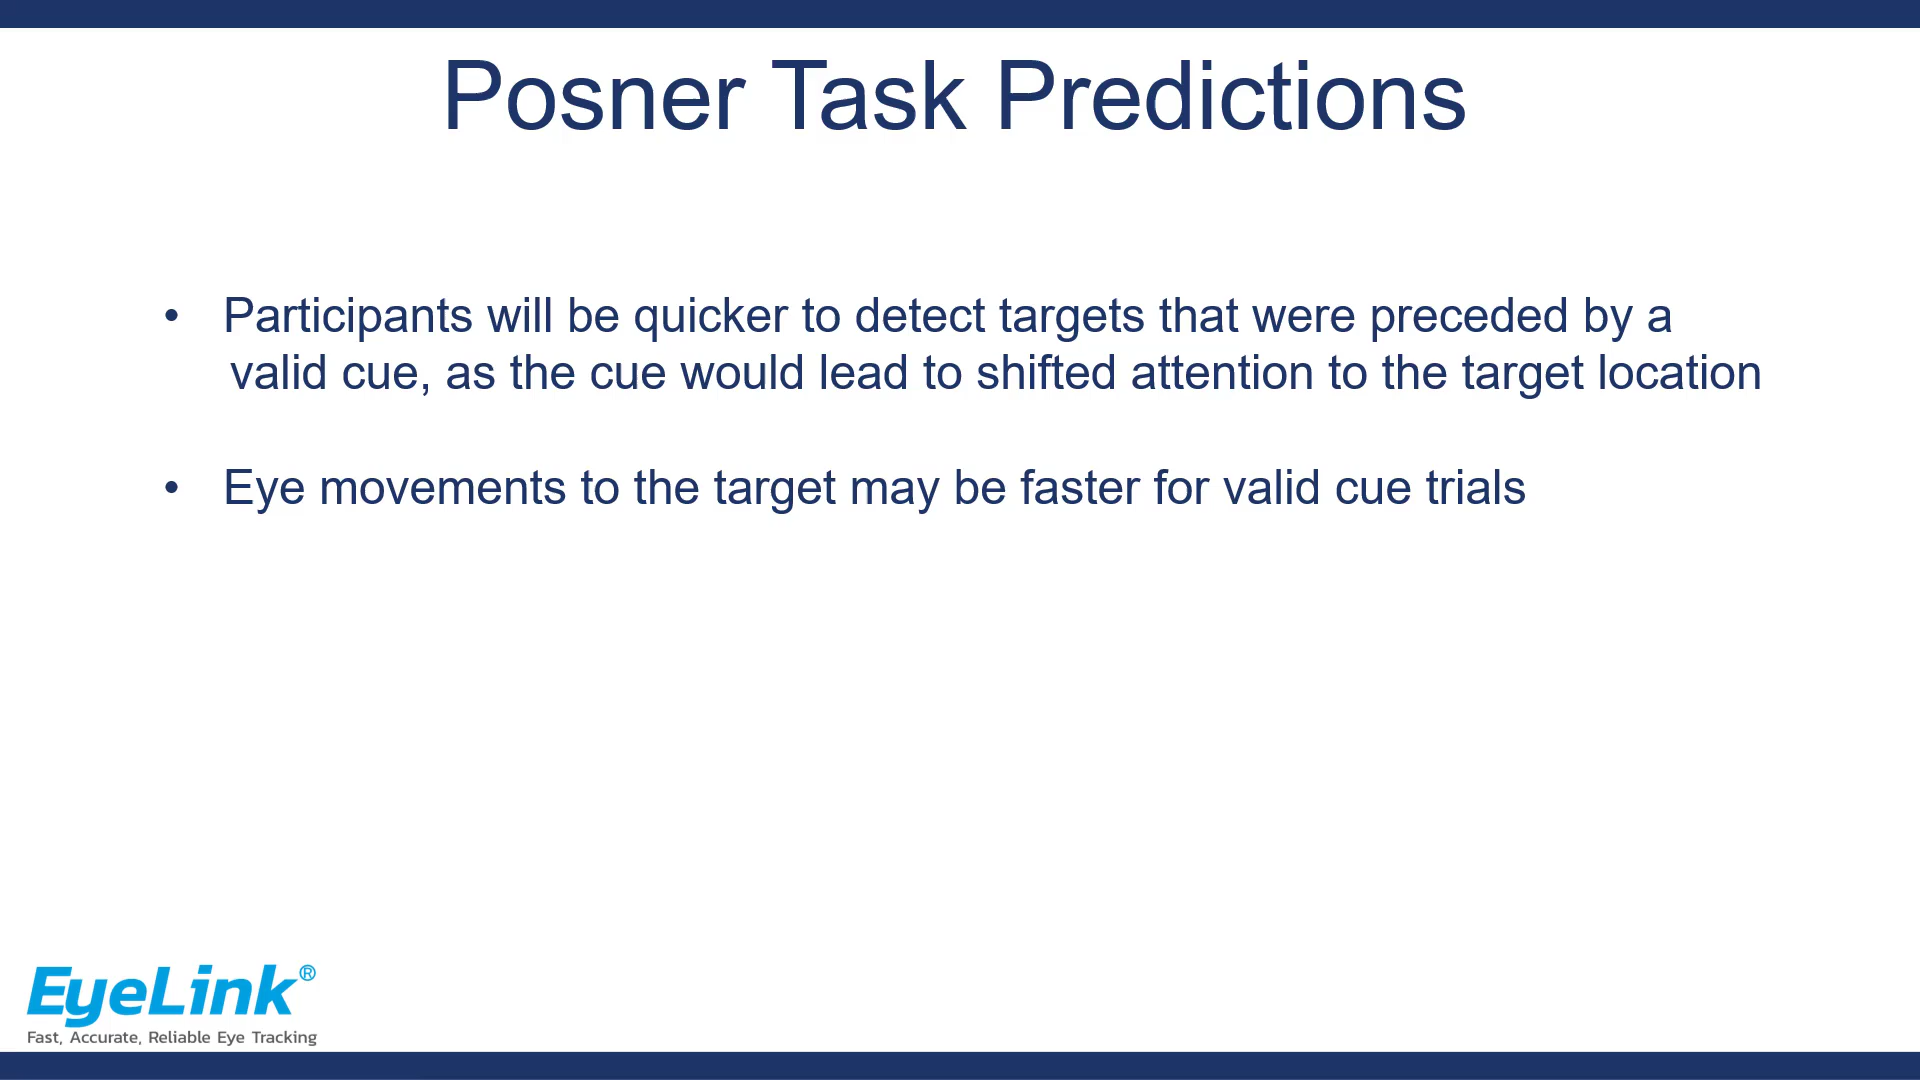 Posner Task Predictions
• Participants will be quicker to detect targets that were preceded by a
valid cue, as the cue would lead to shifted attention to the target location
• Eye movements to the target may be faster for valid cue trials
EyeLink®
Fast, Accurate, Reliable Eye Tracking